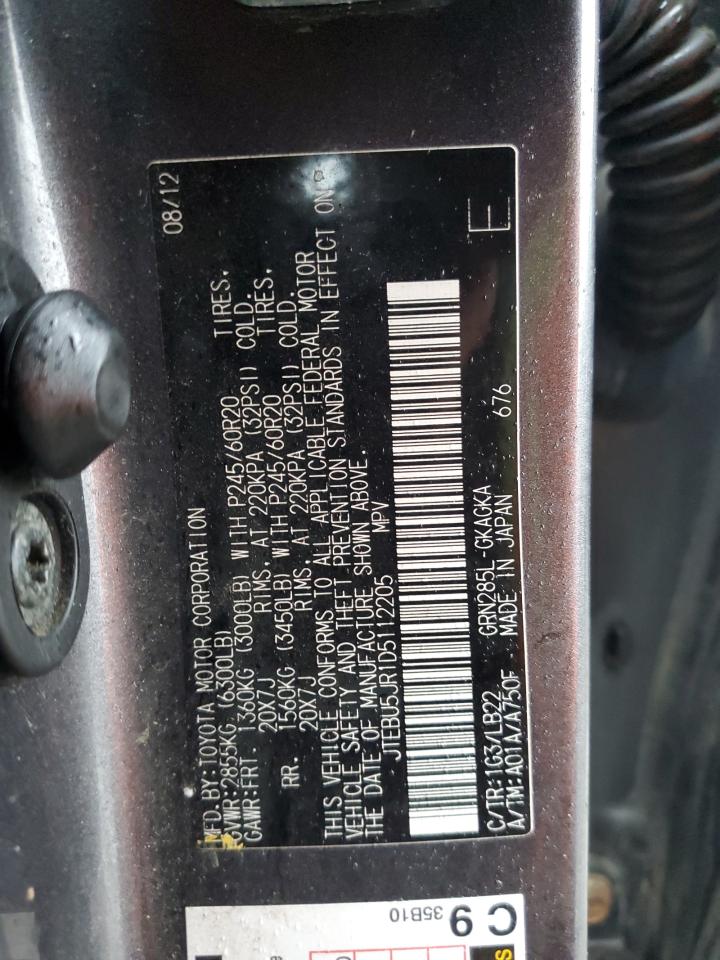 MFD. BY: TOYOTA MOTOR CORPORATION 08/12
GVWR: 2855KG (6300LB)
GAWR: FRT. 1360KG (3000LB) WITH P245/60R20 TIRES,
20X7J RIMS, AT 220KPA (32PSI) COLD.
RR. 1560KG (3450LB) WITH P245/60R20 TIRES,
20X7J RIMS, AT 220KPA (32PSI) COLD.
THIS VEHICLE CONFORMS TO ALL APPLICABLE FEDERAL MOTOR
VEHICLE SAFETY AND THEFT PREVENTION STANDARDS IN EFFECT ON
THE DATE OF MANUFACTURE SHOWN ABOVE.
JTEBU5JR1D5112205 MPV
C/TR: 1G3/LB22 GRN285L-GKAGKA 676
A/TM: A01A/A750F MADE IN JAPAN
E
C9
35B10